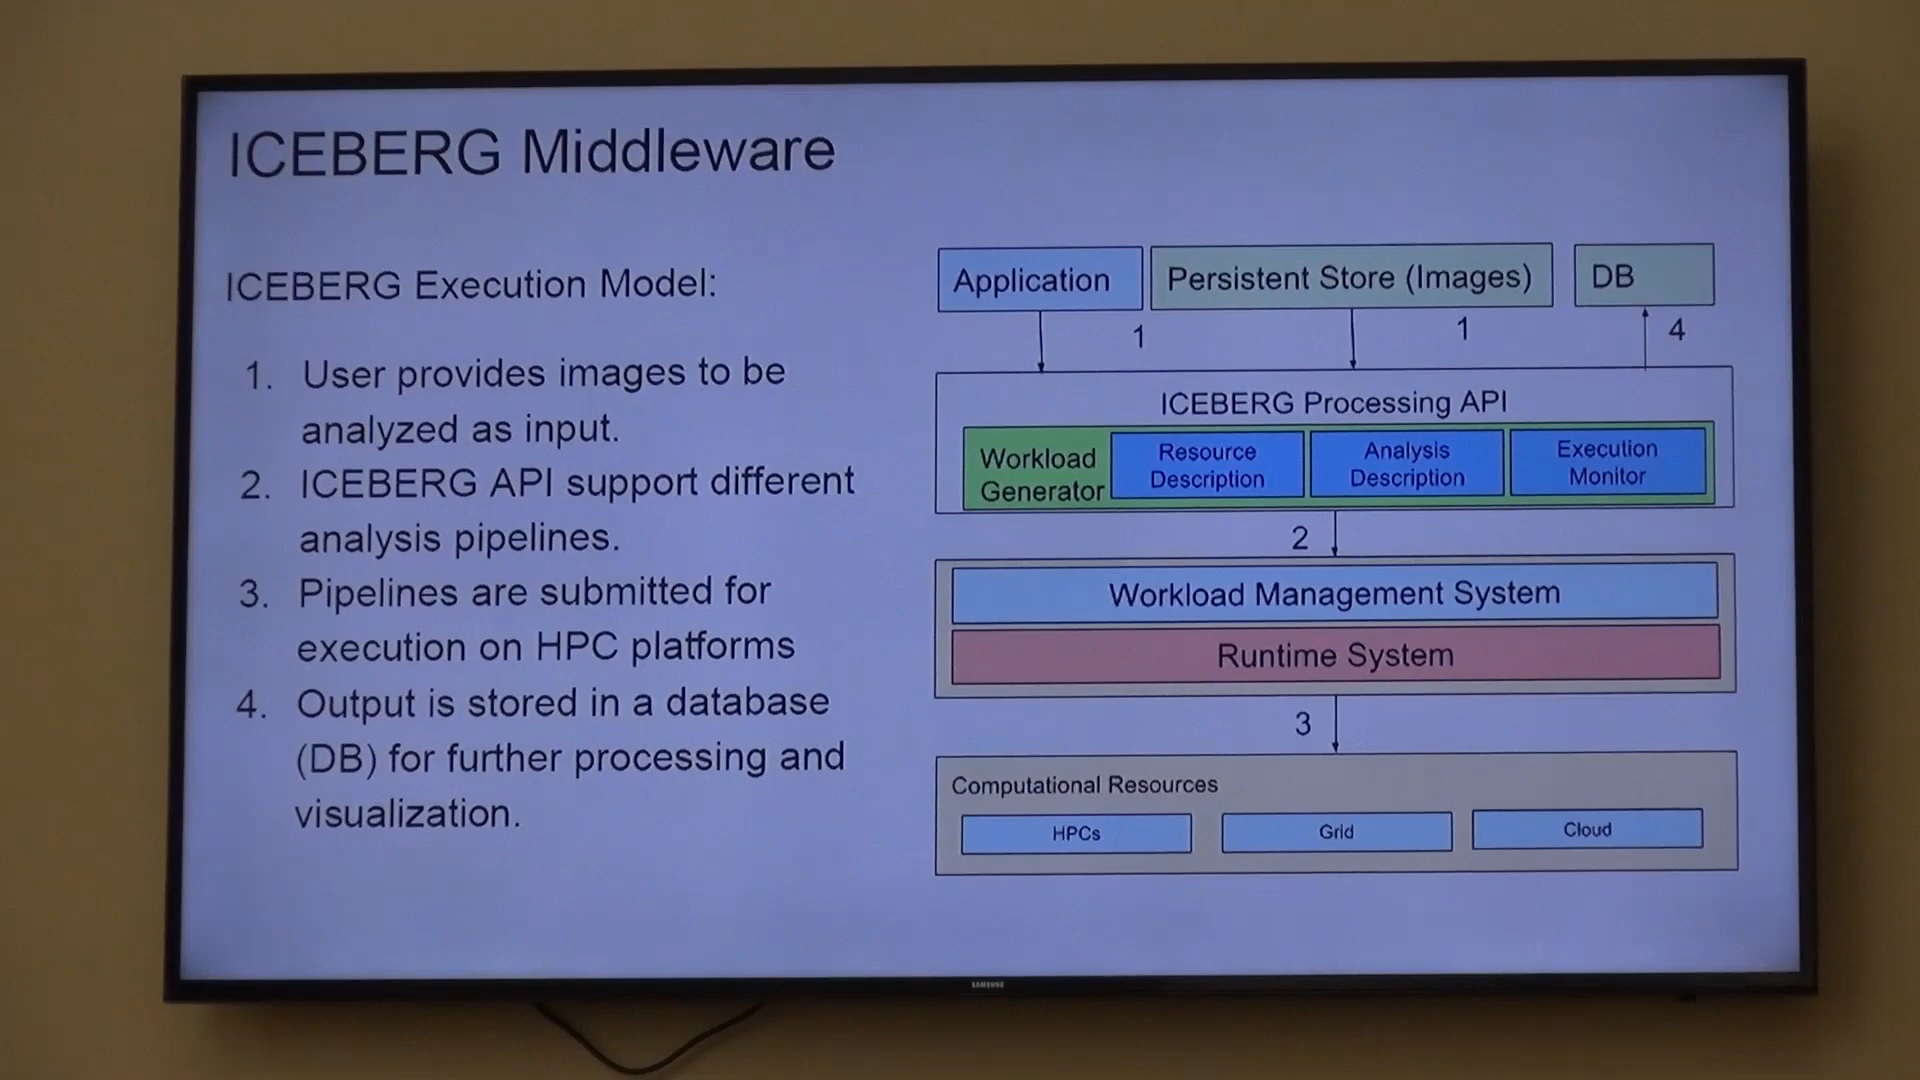 ICEBERG Middleware
ICEBERG Execution Model:
1. User provides images to be
analyzed as input.
2. ICEBERG API support different
analysis pipelines.
3. Pipelines are submitted for
execution on HPC platforms
4. Output is stored in a database
(DB) for further processing and
visualization.
Application
Persistent Store (Images)
DB
1
1
4
ICEBERG Processing API
Workload
Generator
Resource
Description
Analysis
Description
Execution
Monitor
2
Workload Management System
Runtime System
3
Computational Resources
HPCs
Grid
Cloud
SAMSUNG